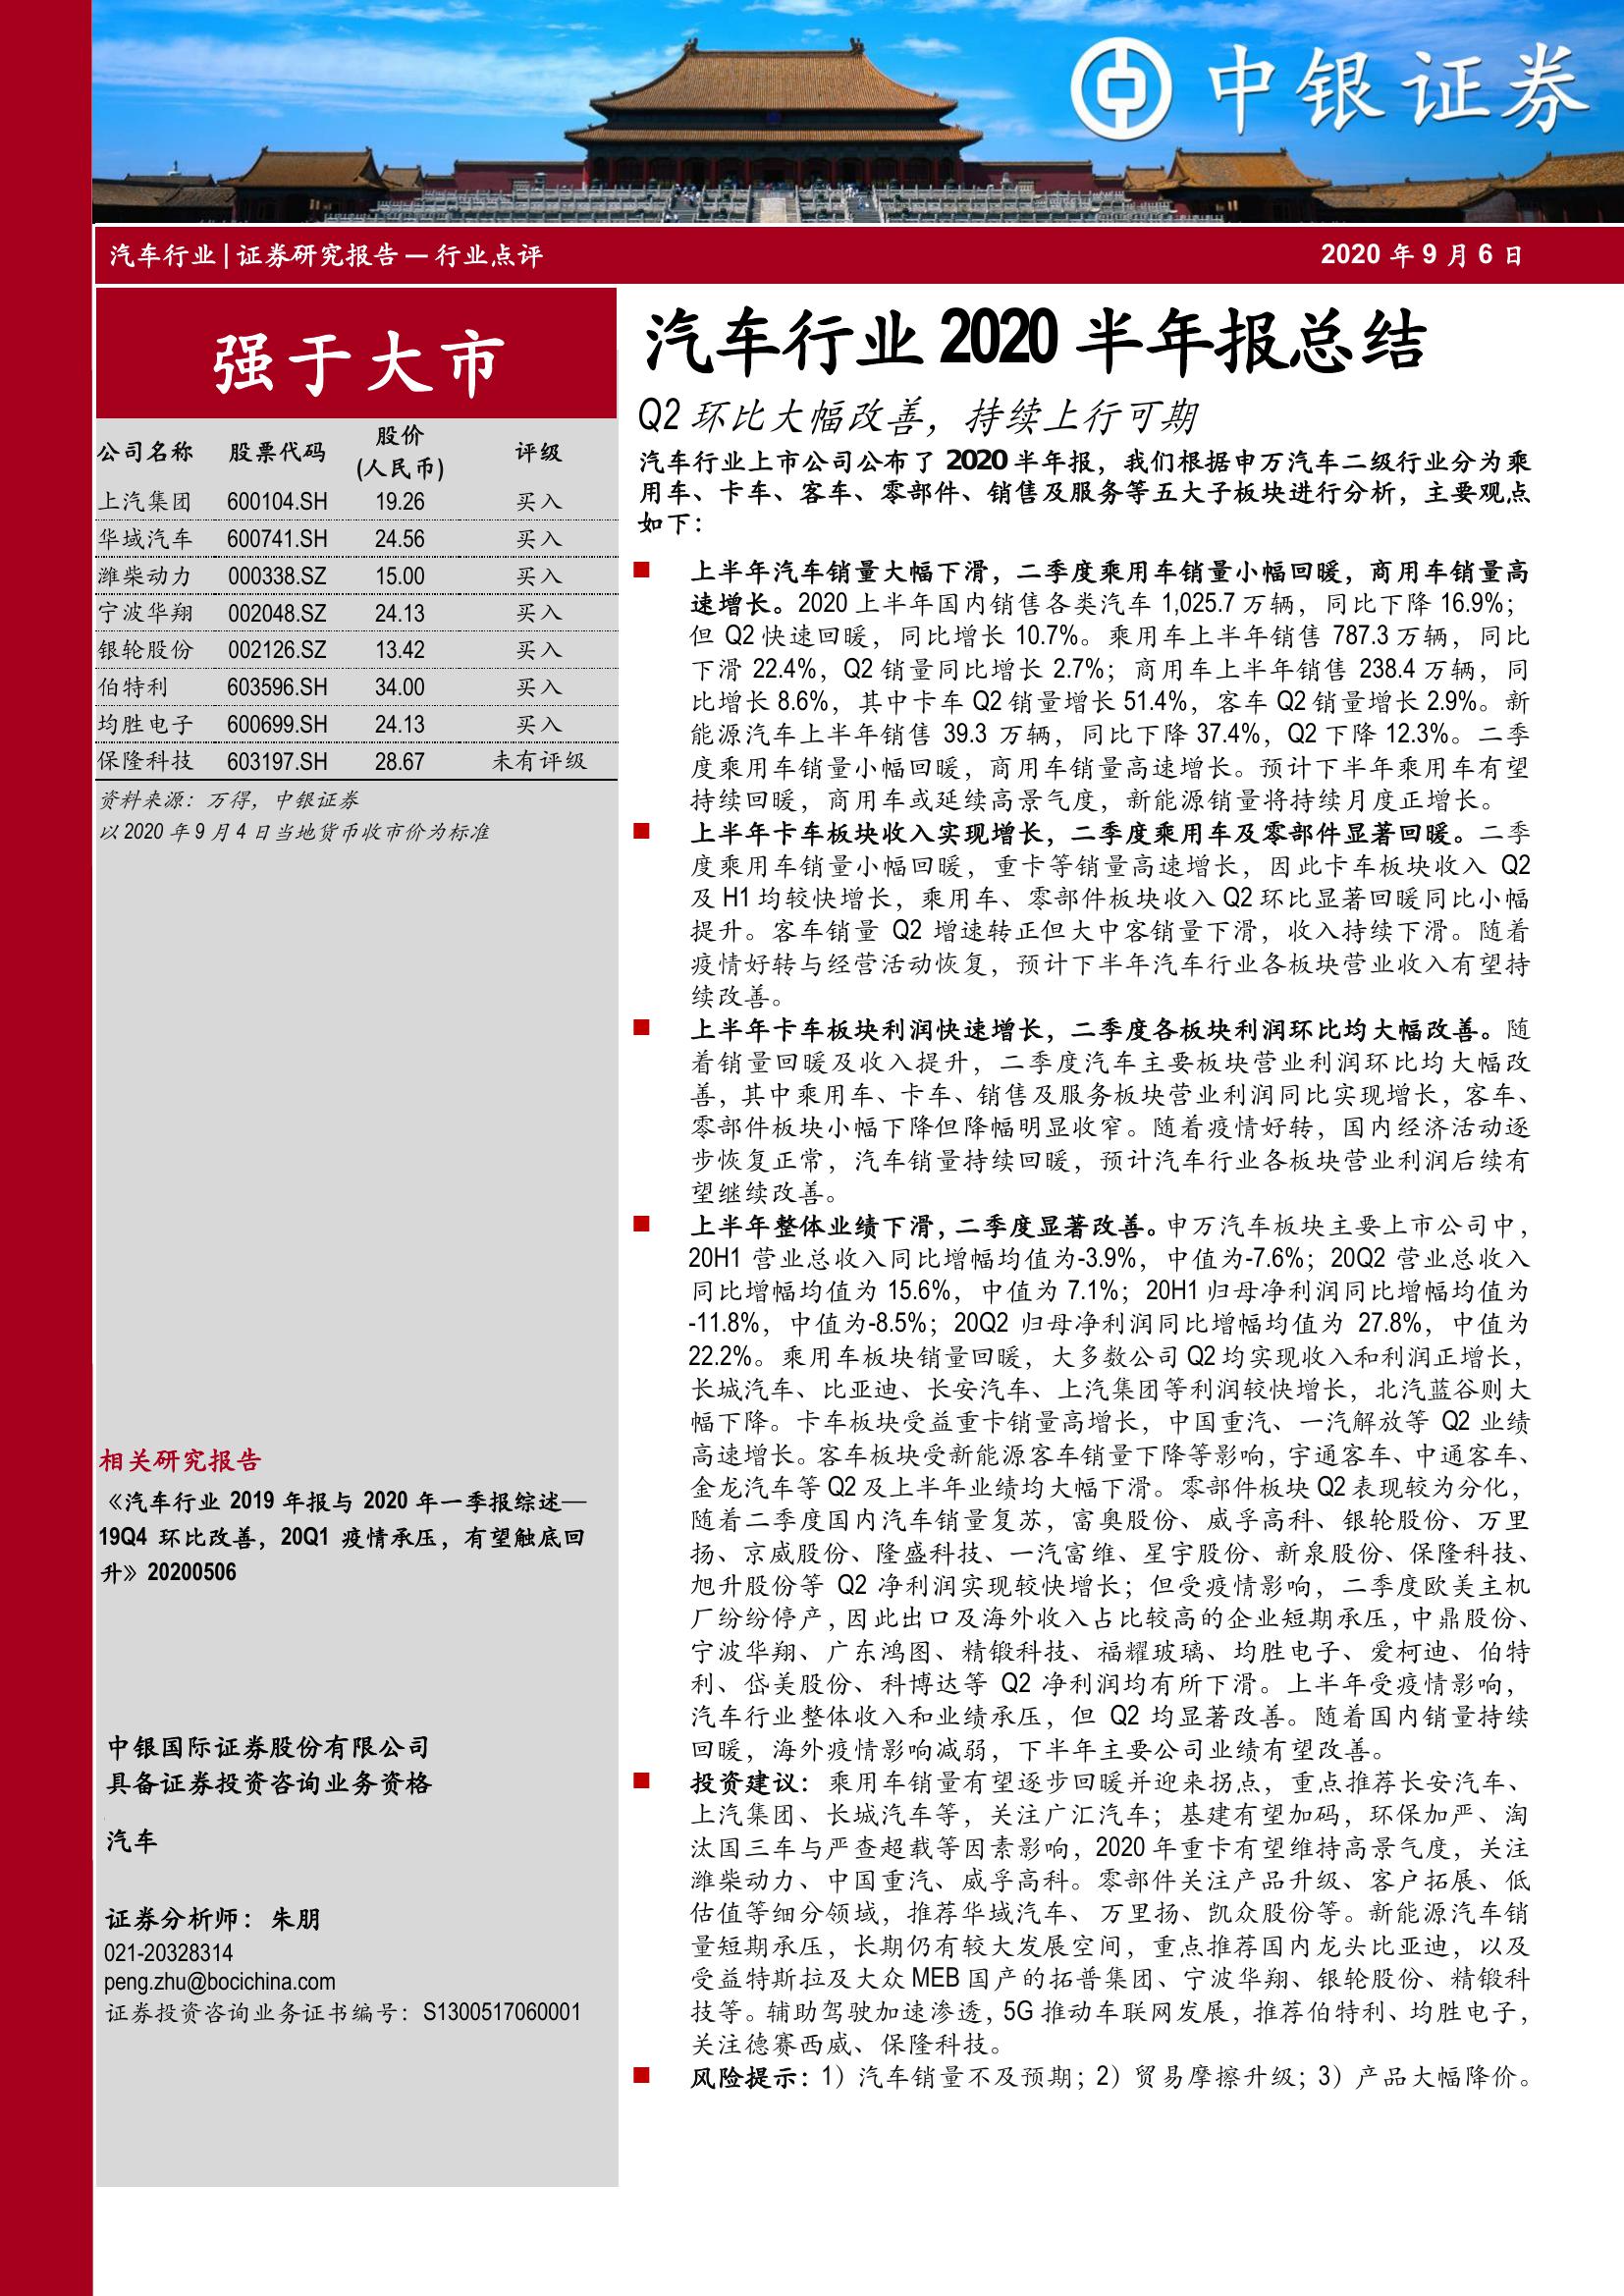 中银证券
汽车行业 | 证券研究报告 — 行业点评
2020 年 9 月 6 日
强于大市
公司名称 股票代码 股价 (人民币) 评级
上汽集团 600104.SH 19.26 买入
华域汽车 600741.SH 24.56 买入
潍柴动力 000338.SZ 15.00 买入
宁波华翔 002048.SZ 24.13 买入
银轮股份 002126.SZ 13.42 买入
伯特利 603596.SH 34.00 买入
均胜电子 600699.SH 24.13 买入
保隆科技 603197.SH 28.67 未有评级
资料来源：万得，中银证券
以 2020 年 9 月 4 日当地货币收市价为标准
相关研究报告
《汽车行业 2019 年报与 2020 年一季报综述—
19Q4 环比改善，20Q1 疫情承压，有望触底回
升》20200506
中银国际证券股份有限公司
具备证券投资咨询业务资格
汽车
证券分析师：朱朋
021-20328314
peng.zhu@bocichina.com
证券投资咨询业务证书编号：S1300517060001
汽车行业 2020 半年报总结
Q2 环比大幅改善，持续上行可期
汽车行业上市公司公布了 2020 半年报，我们根据申万汽车二级行业分为乘
用车、卡车、客车、零部件、销售及服务等五大子板块进行分析，主要观点
如下：
上半年汽车销量大幅下滑，二季度乘用车销量小幅回暖，商用车销量高
速增长。2020 上半年国内销售各类汽车 1,025.7 万辆，同比下降 16.9%；
但 Q2 快速回暖，同比增长 10.7%。乘用车上半年销售 787.3 万辆，同比
下滑 22.4%，Q2 销量同比增长 2.7%；商用车上半年销售 238.4 万辆，同
比增长 8.6%，其中卡车 Q2 销量增长 51.4%，客车 Q2 销量增长 2.9%。新
能源汽车上半年销售 39.3 万辆，同比下降 37.4%，Q2 下降 12.3%。二季
度乘用车销量小幅回暖，商用车销量高速增长。预计下半年乘用车有望
持续回暖，商用车或延续高景气度，新能源销量将持续月度正增长。
上半年卡车板块收入实现增长，二季度乘用车及零部件显著回暖。二季
度乘用车销量小幅回暖，重卡等销量高速增长，因此卡车板块收入 Q2
及 H1 均较快增长，乘用车、零部件板块收入 Q2 环比显著回暖同比小幅
提升。客车销量 Q2 增速转正但大中客销量下滑，收入持续下滑。随着
疫情好转与经营活动恢复，预计下半年汽车行业各板块营业收入有望持
续改善。
上半年卡车板块利润快速增长，二季度各板块利润环比均大幅改善。随
着销量回暖及收入提升，二季度汽车主要板块营业利润环比均大幅改
善，其中乘用车、卡车、销售及服务板块营业利润同比实现增长，客车、
零部件板块小幅下降但降幅明显收窄。随着疫情好转，国内经济活动逐
步恢复正常，汽车销量持续回暖，预计汽车行业各板块营业利润后续有
望继续改善。
上半年整体业绩下滑，二季度显著改善。申万汽车板块主要上市公司中，
20H1 营业总收入同比增幅均值为-3.9%，中值为-7.6%；20Q2 营业总收入
同比增幅均值为 15.6%，中值为 7.1%；20H1 归母净利润同比增幅均值为
-11.8%，中值为-8.5%；20Q2 归母净利润同比增幅均值为 27.8%，中值为
22.2%。乘用车板块销量回暖，大多数公司 Q2 均实现收入和利润正增长，
长城汽车、比亚迪、长安汽车、上汽集团等利润较快增长，北汽蓝谷则大
幅下降。卡车板块受益重卡销量高增长，中国重汽、一汽解放等 Q2 业绩
高速增长。客车板块受新能源客车销量下降等影响，宇通客车、中通客车、
金龙汽车等 Q2 及上半年业绩均大幅下滑。零部件板块 Q2 表现较为分化，
随着二季度国内汽车销量复苏，富奥股份、威孚高科、银轮股份、万里
扬、京威股份、隆盛科技、一汽富维、星宇股份、新泉股份、保隆科技、
旭升股份等 Q2 净利润实现较快增长；但受疫情影响，二季度欧美主机
厂纷纷停产，因此出口及海外收入占比较高的企业短期承压，中鼎股份、
宁波华翔、广东鸿图、精锻科技、福耀玻璃、均胜电子、爱柯迪、伯特
利、岱美股份、科博达等 Q2 净利润均有所下滑。上半年受疫情影响，
汽车行业整体收入和业绩承压，但 Q2 均显著改善。随着国内销量持续
回暖，海外疫情影响减弱，下半年主要公司业绩有望改善。
投资建议：乘用车销量有望逐步回暖并迎来拐点，重点推荐长安汽车、
上汽集团、长城汽车等，关注广汇汽车；基建有望加码，环保加严、淘
汰国三车与严查超载等因素影响，2020 年重卡有望维持高景气度，关注
潍柴动力、中国重汽、威孚高科。零部件关注产品升级、客户拓展、低
估值等细分领域，推荐华域汽车、万里扬、凯众股份等。新能源汽车销
量短期承压，长期仍有较大发展空间，重点推荐国内龙头比亚迪，以及
受益特斯拉及大众 MEB 国产的拓普集团、宁波华翔、银轮股份、精锻科
技等。辅助驾驶加速渗透，5G 推动车联网发展，推荐伯特利、均胜电子，
关注德赛西威、保隆科技。
风险提示：1）汽车销量不及预期；2）贸易摩擦升级；3）产品大幅降价。